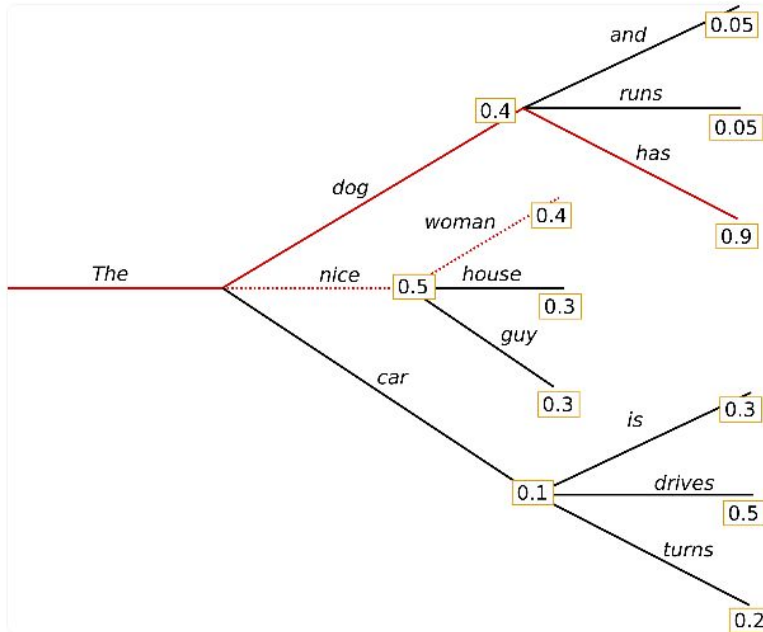 and
0.05
runs
0.4
0.05
has
dog
woman
0.4
0.9
The
nice
0.5
house
0.3
guy
car
0.3
is
0.3
0.1
drives
0.5
turns
0.2